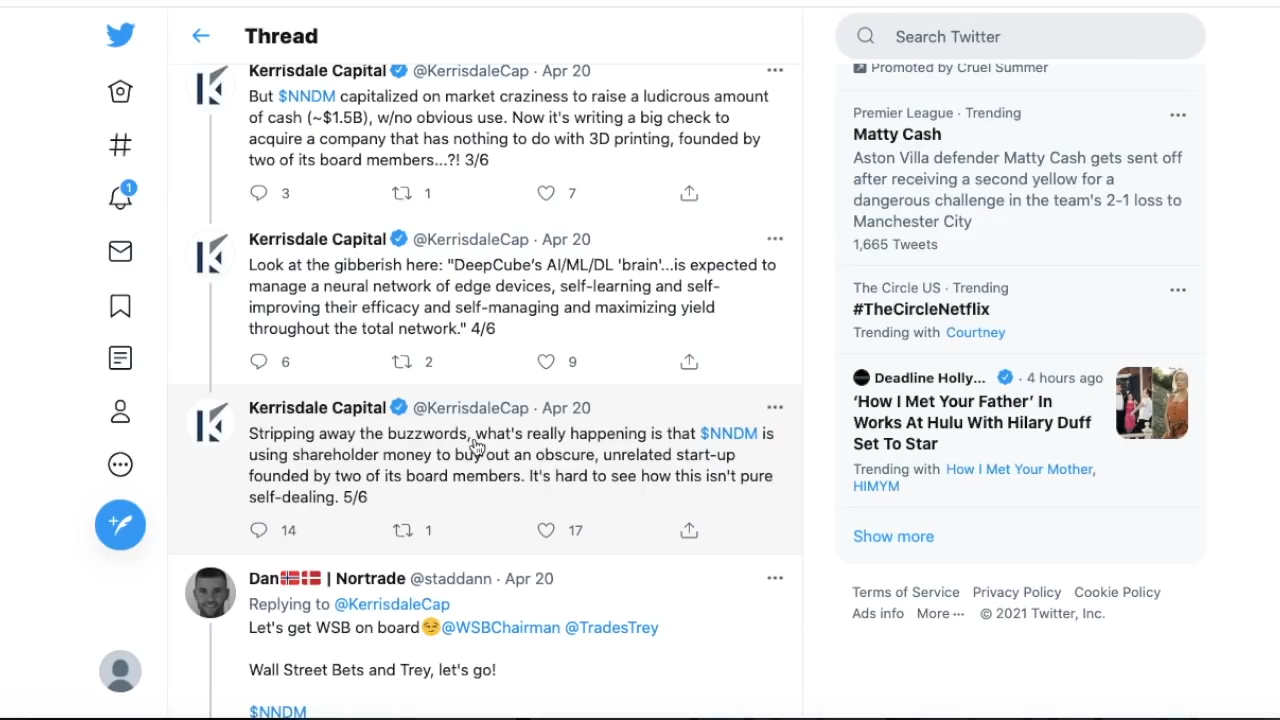 Thread
Kerrisdale Capital @KerrisdaleCap · Apr 20
But $NNDM capitalized on market craziness to raise a ludicrous amount
of cash (~$1.5B), w/no obvious use. Now it's writing a big check to
acquire a company that has nothing to do with 3D printing, founded by
two of its board members...?! 3/6
3 1 7
Kerrisdale Capital @KerrisdaleCap · Apr 20
Look at the gibberish here: "DeepCube's AI/ML/DL 'brain'...is expected to
manage a neural network of edge devices, self-learning and self-
improving their efficacy and self-managing and maximizing yield
throughout the total network." 4/6
6 2 9
Kerrisdale Capital @KerrisdaleCap · Apr 20
Stripping away the buzzwords, what's really happening is that $NNDM is
using shareholder money to buy out an obscure, unrelated start-up
founded by two of its board members. It's hard to see how this isn't pure
self-dealing. 5/6
14 1 17
Dan🇳🇴🇩🇰 | Nortrade @staddann · Apr 20
Replying to @KerrisdaleCap
Let's get WSB on board😏@WSBChairman @TradesTrey
Wall Street Bets and Trey, let's go!
$NNDM
1
Search Twitter
Promoted by Cruel Summer
Premier League · Trending
Matty Cash
Aston Villa defender Matty Cash gets sent off
after receiving a second yellow for a
dangerous challenge in the team's 2-1 loss to
Manchester City
1,665 Tweets
The Circle US · Trending
#TheCircleNetflix
Trending with Courtney
Deadline Holly... · 4 hours ago
‘How I Met Your Father’ In
Works At Hulu With Hilary Duff
Set To Star
Trending with How I Met Your Mother,
HIMYM
Show more
Terms of Service Privacy Policy Cookie Policy
Ads info More ··· © 2021 Twitter, Inc.